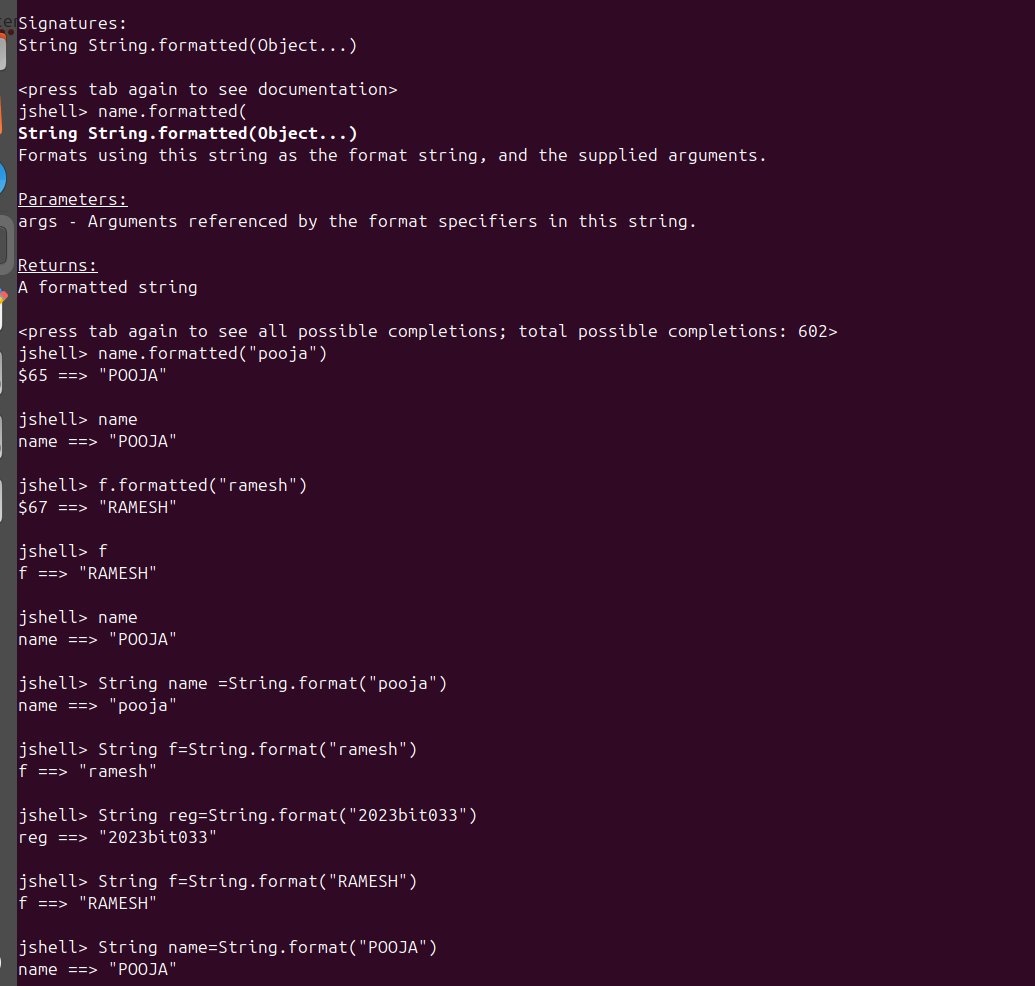 Signatures:
String String.formatted(Object...)
<press tab again to see documentation>
jshell> name.formatted(
String String.formatted(Object...)
Formats using this string as the format string, and the supplied arguments.
Parameters:
args - Arguments referenced by the format specifiers in this string.
Returns:
A formatted string
<press tab again to see all possible completions; total possible completions: 602>
jshell> name.formatted("pooja")
$65 ==> "POOJA"
jshell> name
name ==> "POOJA"
jshell> f.formatted("ramesh")
$67 ==> "RAMESH"
jshell> f
f ==> "RAMESH"
jshell> name
name ==> "POOJA"
jshell> String name =String.format("pooja")
name ==> "pooja"
jshell> String f=String.format("ramesh")
f ==> "ramesh"
jshell> String reg=String.format("2023bit033")
reg ==> "2023bit033"
jshell> String f=String.format("RAMESH")
f ==> "RAMESH"
jshell> String name=String.format("POOJA")
name ==> "POOJA"